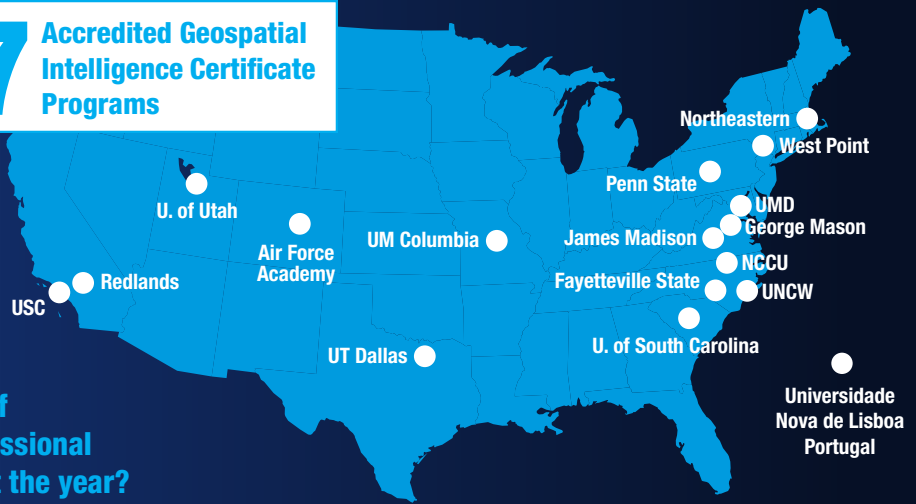 7
Accredited Geospatial
Intelligence Certificate
Programs
Northeastern
West Point
Penn State
U. of Utah
UMD
George Mason
UM Columbia
James Madison
Air Force
Academy
NCCU
Redlands
Fayetteville State
UNCW
USC
U. of South Carolina
UT Dallas
Universidade
Nova de Lisboa
Portugal
the year?